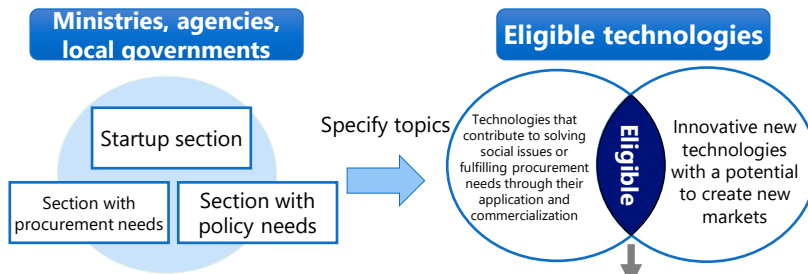 Ministries, agencies,
local governments
Startup section
Section with
procurement needs
Section with
policy needs
Specify topics
Eligible technologies
Technologies that
contribute to solving
social issues or
fulfilling procurement
needs through their
application and
commercialization
Eligible
Innovative new
technologies
with a potential
to create new
markets